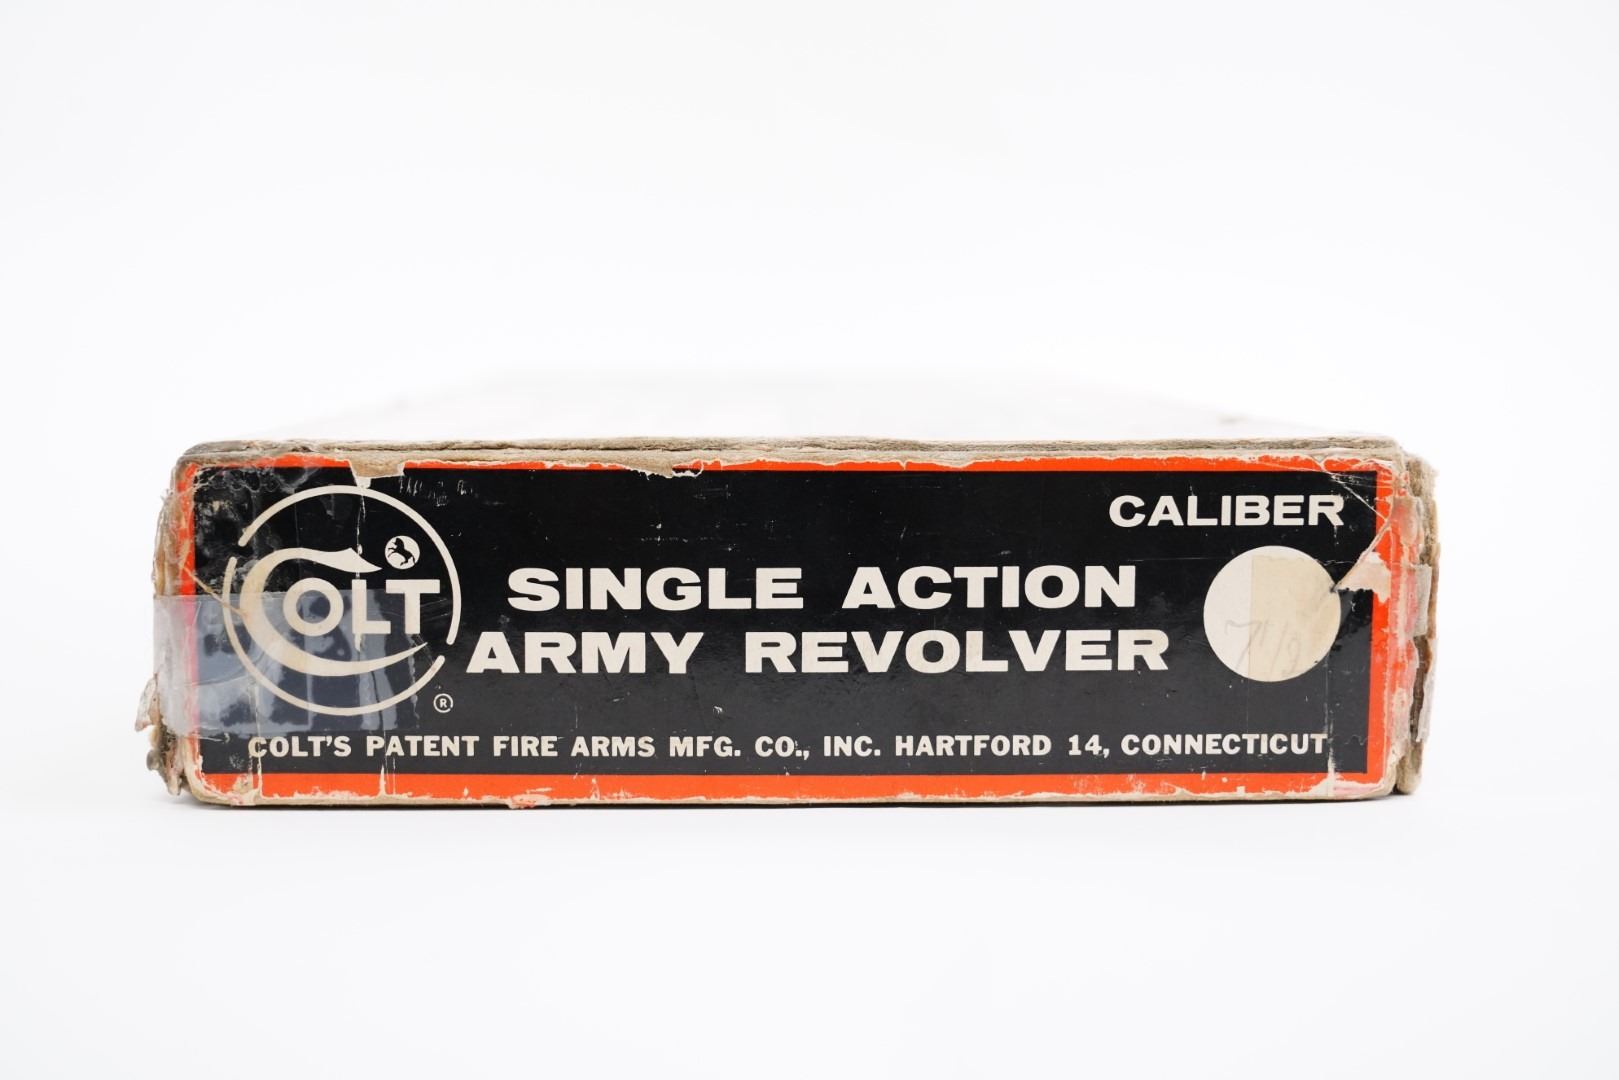 CALIBER
COLT
SINGLE ACTION
ARMY REVOLVER
7 1/2
®
COLT'S PATENT FIRE ARMS MFG. CO., INC. HARTFORD 14, CONNECTICUT